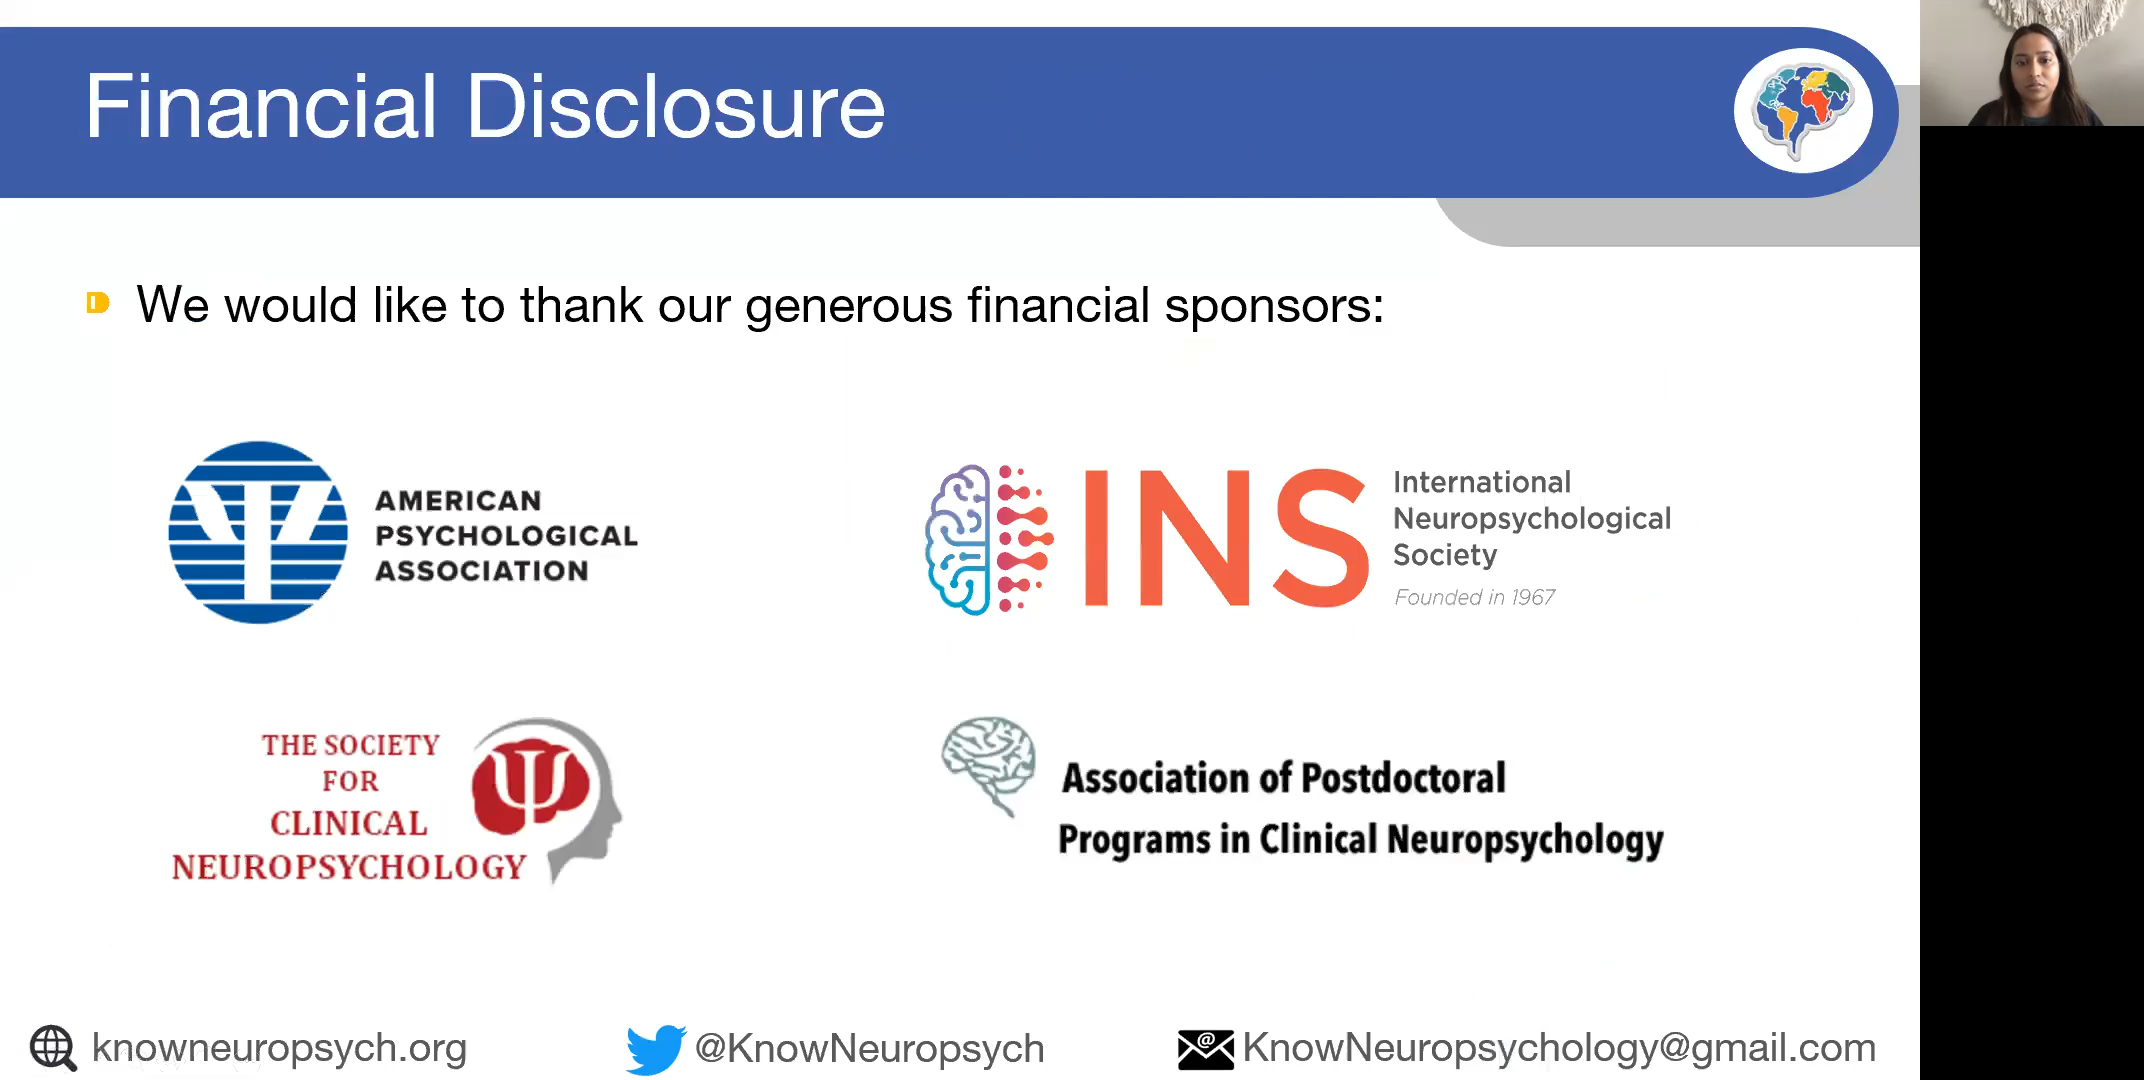 Financial Disclosure
We would like to thank our generous financial sponsors:
AMERICAN
PSYCHOLOGICAL
ASSOCIATION
INS
International
Neuropsychological
Society
Founded in 1967
THE SOCIETY
FOR
CLINICAL
NEUROPSYCHOLOGY
Association of Postdoctoral
Programs in Clinical Neuropsychology
knowneuropsych.org
@KnowNeuropsych
KnowNeuropsychology@gmail.com